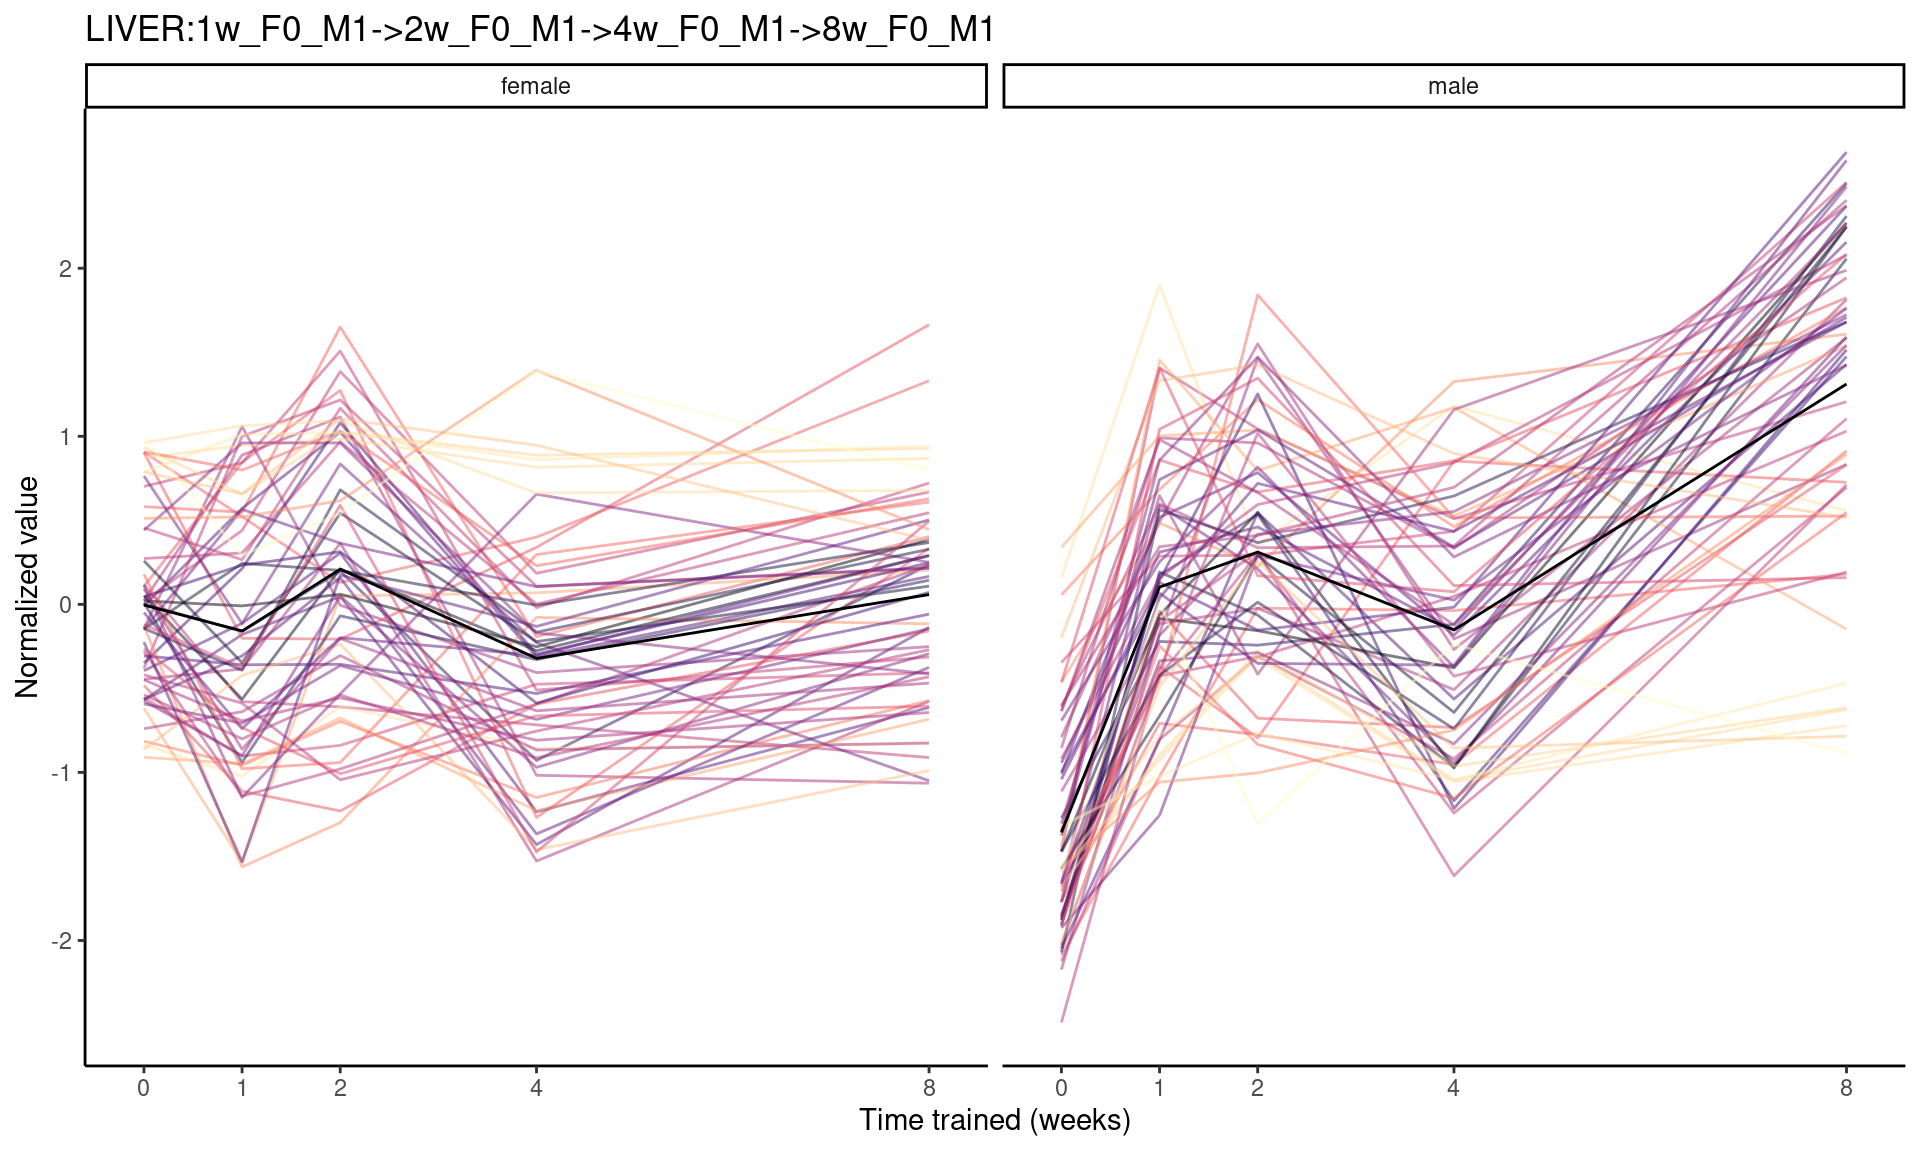 LIVER:1w_F0_M1->2w_F0_M1->4w_F0_M1->8w_F0_M1
female
male
Normalized value
2
1
0
-1
-2
0 1 2 4 8
0 1 2 4 8
Time trained (weeks)